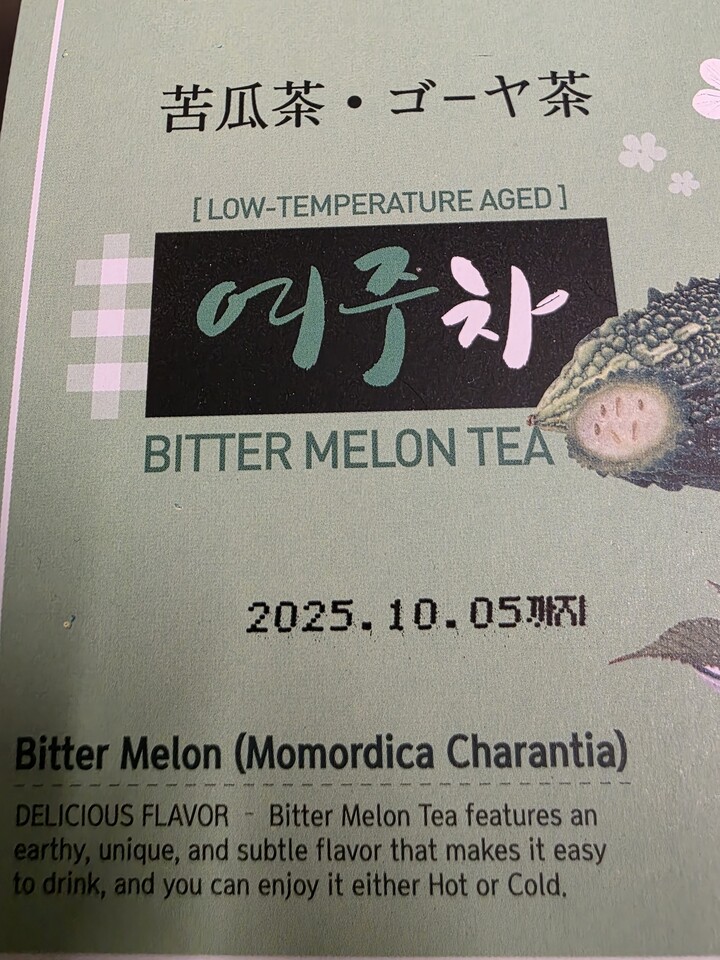 苦瓜茶・ゴーヤ茶
[ LOW-TEMPERATURE AGED ]
여주차
BITTER MELON TEA
2025.10.05까지
Bitter Melon (Momordica Charantia)
DELICIOUS FLAVOR - Bitter Melon Tea features an
earthy, unique, and subtle flavor that makes it easy
to drink, and you can enjoy it either Hot or Cold.